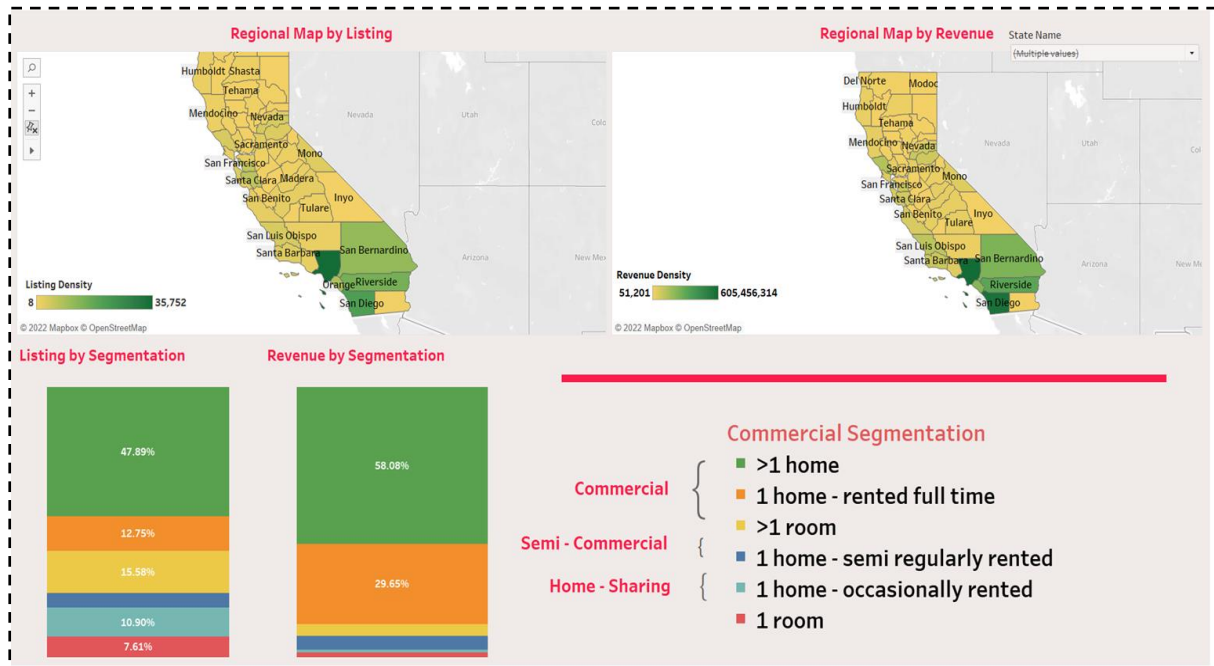 Regional Map by Listing
Humboldt Shasta
Tehama
Mendocino Nevada
Sacramento
Mono
San Francisco
Santa Clara Madera
San Benito Inyo
Tulare
San Luis Obispo
Santa Barbara San Bernardino
Orange Riverside
San Diego
Nevada
Utah
Colo
Arizona
New Mex
Listing Density
8 35,752
© 2022 Mapbox © OpenStreetMap
Regional Map by Revenue
State Name
(Multiple values)
Del Norte Modoc
Humboldt
Tehama
Mendocino Nevada
Sacramento
Mono
San Francisco
Santa Clara
San Benito Inyo
Tulare
San Luis Obispo
Santa Barbara San Bernardino
Riverside
San Diego
Nevada
Utah
Col
Arizona
New Me
Revenue Density
51,201 605,456,314
© 2022 Mapbox © OpenStreetMap
Listing by Segmentation
47.89%
12.75%
15.58%
10.90%
7.61%
Revenue by Segmentation
58.08%
29.65%
Commercial Segmentation
>1 home
Commercial
1 home - rented full time
>1 room
Semi - Commercial
1 home - semi regularly rented
Home - Sharing
1 home - occasionally rented
1 room